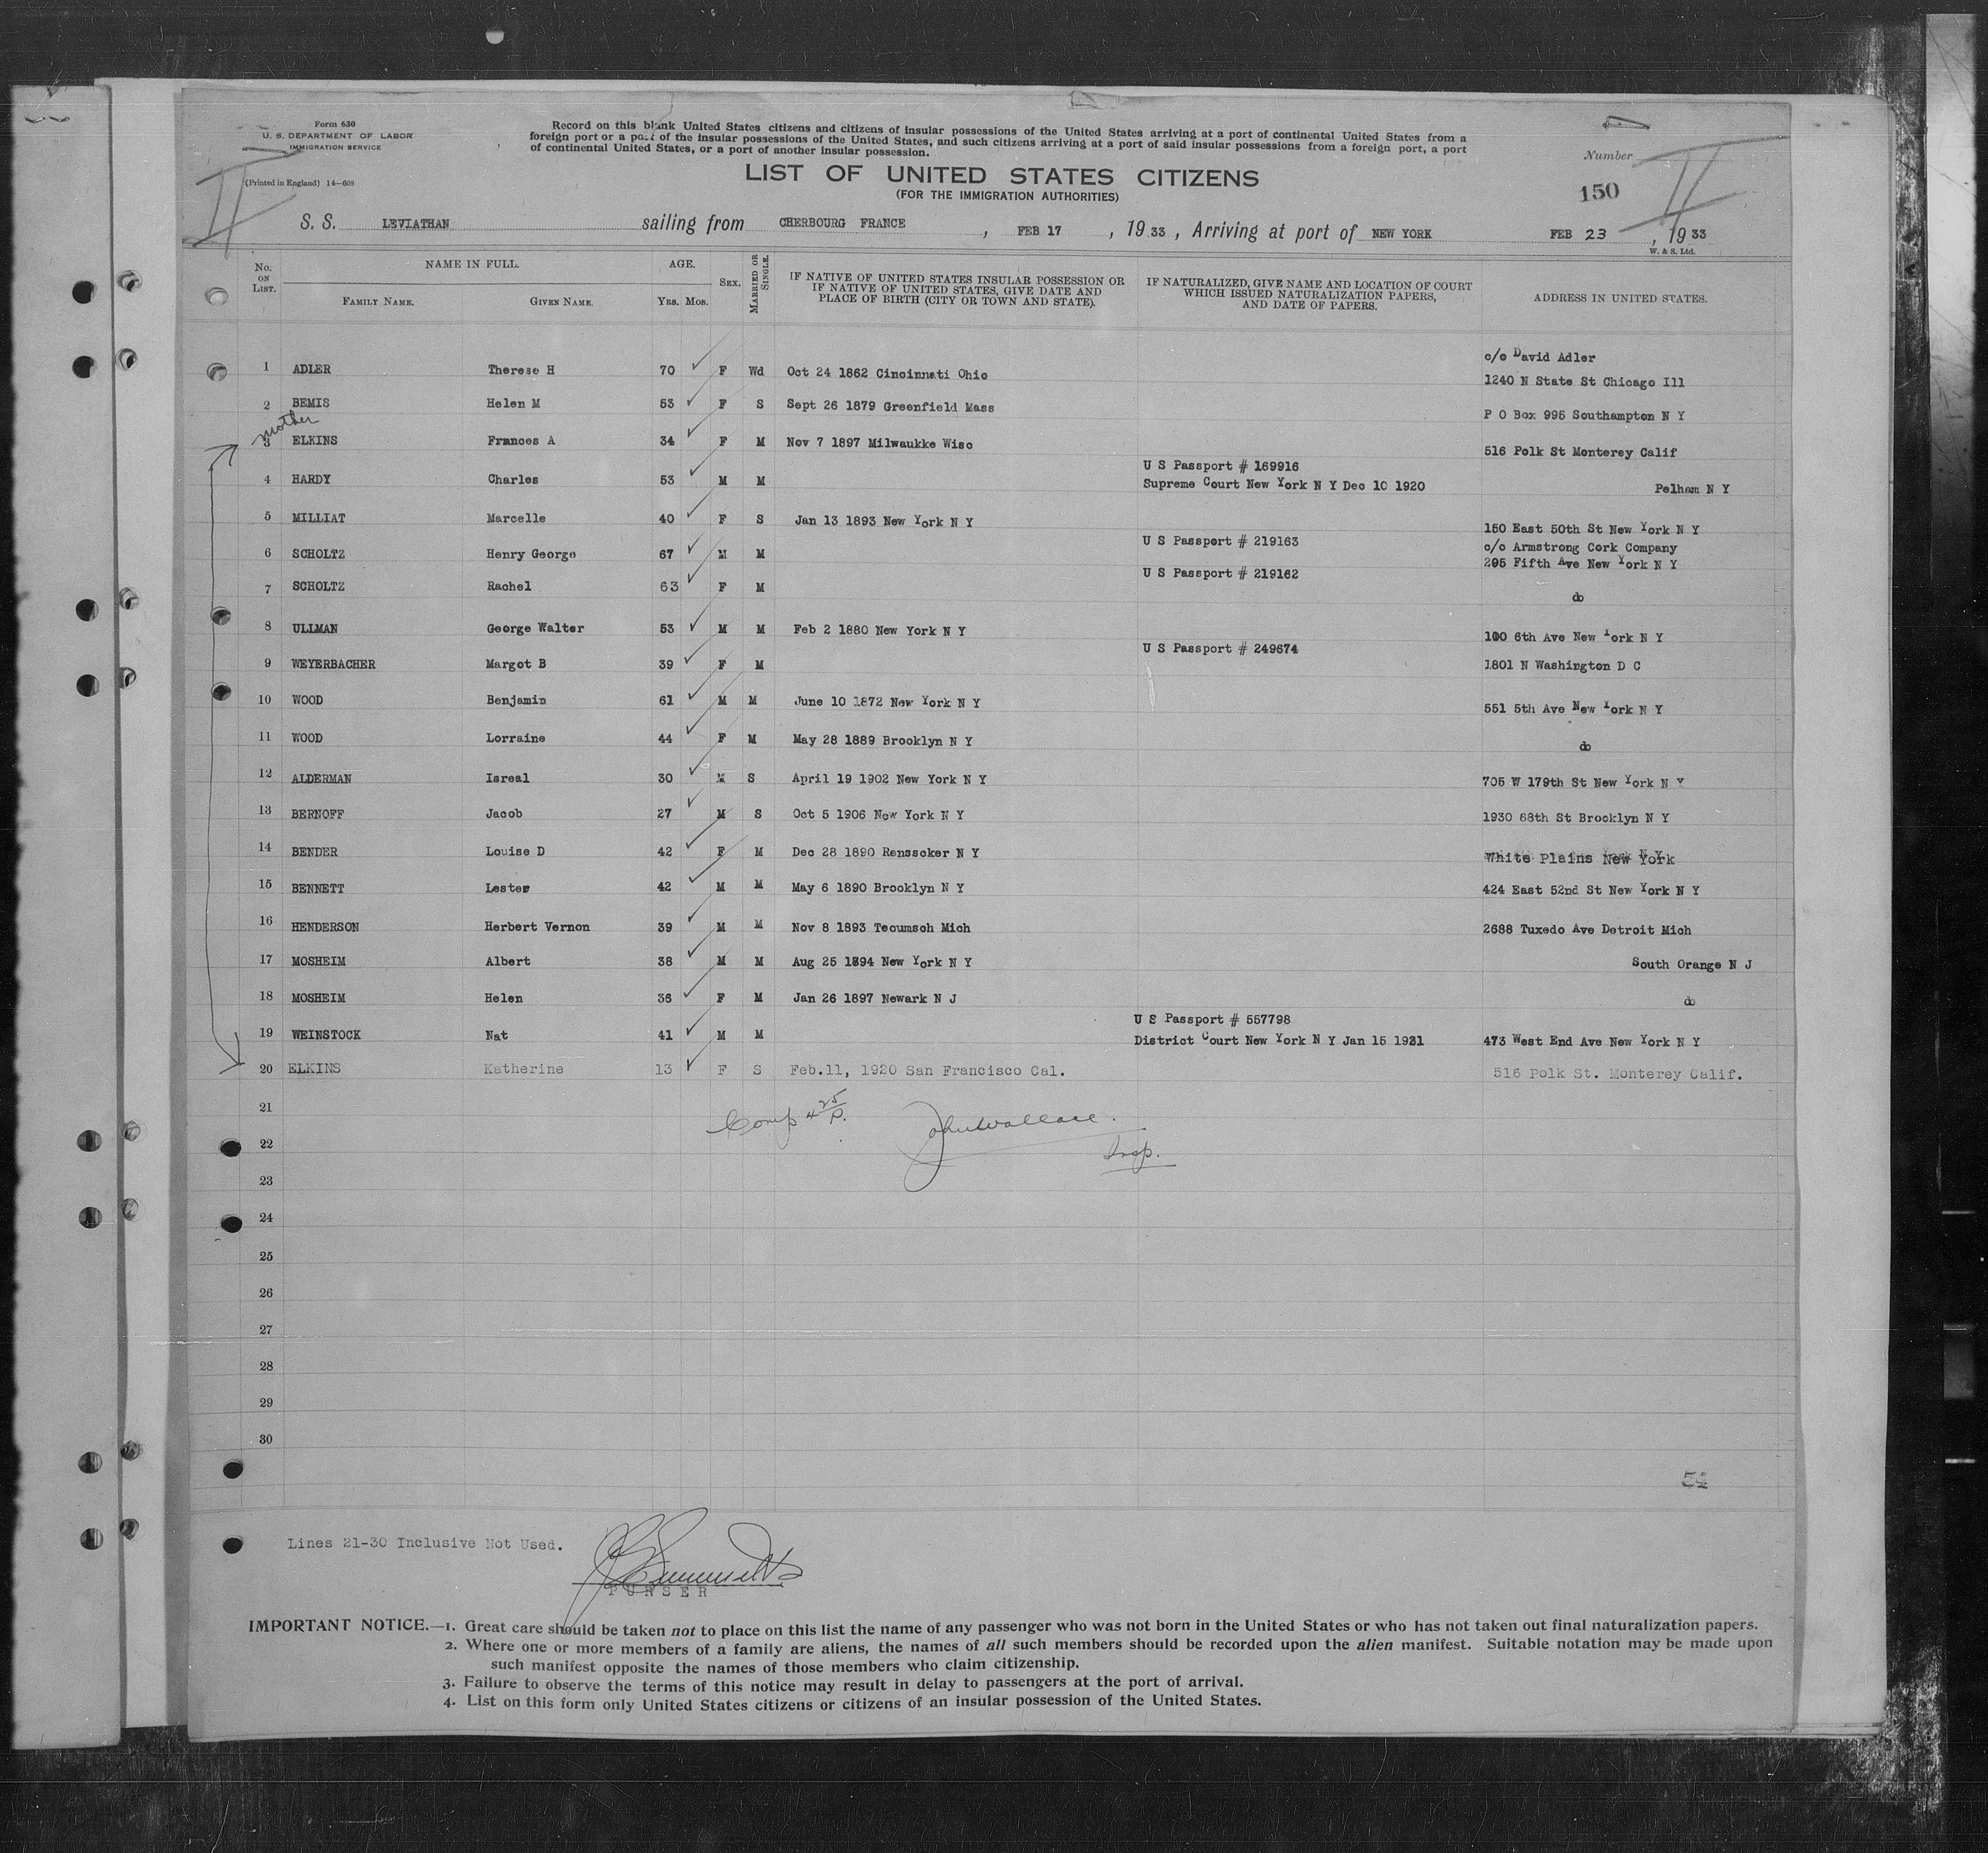 Form 630
U. S. DEPARTMENT OF LABOR
IMMIGRATION SERVICE
(Printed in England) 14—608
Record on this blank United States citizens and citizens of insular possessions of the United States arriving at a port of continental United States from a
foreign port or a port of the insular possessions of the United States, and such citizens arriving at a port of said insular possessions from a foreign port, a port
of continental United States, or a port of another insular possession.
LIST OF UNITED STATES CITIZENS
(FOR THE IMMIGRATION AUTHORITIES)
Number
150
II II
S. S. LEVIATHAN sailing from CHERBOURG FRANCE , FEB 17 , 1933 , Arriving at port of NEW YORK FEB 23 , 1933
W. & S. Ltd.
No. ON LIST. NAME IN FULL. AGE. SEX. MARRIED OR SINGLE. IF NATIVE OF UNITED STATES INSULAR POSSESSION OR IF NATIVE OF UNITED STATES, GIVE DATE AND PLACE OF BIRTH (CITY OR TOWN AND STATE). IF NATURALIZED, GIVE NAME AND LOCATION OF COURT WHICH ISSUED NATURALIZATION PAPERS, AND DATE OF PAPERS. ADDRESS IN UNITED STATES.
FAMILY NAME. GIVEN NAME. Yrs. Mos.
c/o David Adler
1 ADLER Therese H 70 F Wd Oct 24 1862 Cincinnati Ohio 1240 N State St Chicago Ill
2 BEMIS Helen M 53 F S Sept 26 1879 Greenfield Mass P O Box 995 Southampton N Y
mother
3 ELKINS Frances A 34 F M Nov 7 1897 Milwaukke Wisc 516 Polk St Monterey Calif
U S Passport # 169916
4 HARDY Charles 53 M M Supreme Court New York N Y Dec 10 1920 Pelham N Y
5 MILLIAT Marcelle 40 F S Jan 13 1893 New York N Y 150 East 50th St New York N Y
U S Passport # 219163 c/o Armstrong Cork Company
6 SCHOLTZ Henry George 67 M M 295 Fifth Ave New York N Y
U S Passport # 219162
7 SCHOLTZ Rachel 63 F M do
8 ULLMAN George Walter 53 M M Feb 2 1880 New York N Y 100 6th Ave New York N Y
U S Passport # 249674
9 WEYERBACHER Margot B 39 F M 1801 N Washington D C
10 WOOD Benjamin 61 M M June 10 1872 New York N Y 551 5th Ave New York N Y
11 WOOD Lorraine 44 F M May 28 1889 Brooklyn N Y do
12 ALDERMAN Isreal 30 M S April 19 1902 New York N Y 705 W 179th St New York N Y
13 BERNOFF Jacob 27 M S Oct 5 1906 New York N Y 1930 68th St Brooklyn N Y
14 BENDER Louise D 42 F M Dec 28 1890 Rensseker N Y White Plains New York
15 BENNETT Lester 42 M M May 6 1890 Brooklyn N Y 424 East 52nd St New York N Y
16 HENDERSON Herbert Vernon 39 M M Nov 8 1893 Tecumsch Mich 2688 Tuxedo Ave Detroit Mich
17 MOSHEIM Albert 38 M M Aug 25 1894 New York N Y South Orange N J
18 MOSHEIM Helen 36 F M Jan 26 1897 Newark N J do
U S Passport # 557798
19 WEINSTOCK Nat 41 M M District Court New York N Y Jan 15 1921 473 West End Ave New York N Y
20 ELKINS Katherine 13 F S Feb.11, 1920 San Francisco Cal. 516 Polk St. Monterey Calif.
21
Comp 4 25/P. John Wallace.
22
Insp.
23
24
25
26
27
28
29
30
54
Lines 21-30 Inclusive Not Used.
PURSER
IMPORTANT NOTICE.—1. Great care should be taken not to place on this list the name of any passenger who was not born in the United States or who has not taken out final naturalization papers.
2. Where one or more members of a family are aliens, the names of all such members should be recorded upon the alien manifest. Suitable notation may be made upon
such manifest opposite the names of those members who claim citizenship.
3. Failure to observe the terms of this notice may result in delay to passengers at the port of arrival.
4. List on this form only United States citizens or citizens of an insular possession of the United States.